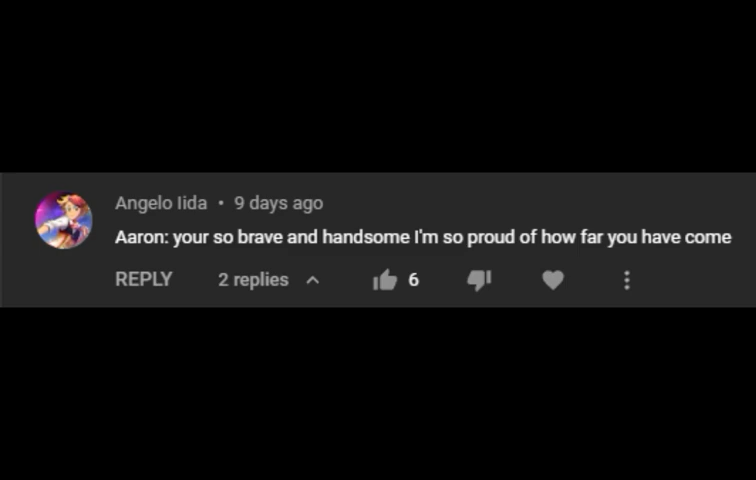 Angelo Iida • 9 days ago
Aaron: your so brave and handsome I'm so proud of how far you have come
REPLY 2 replies 6